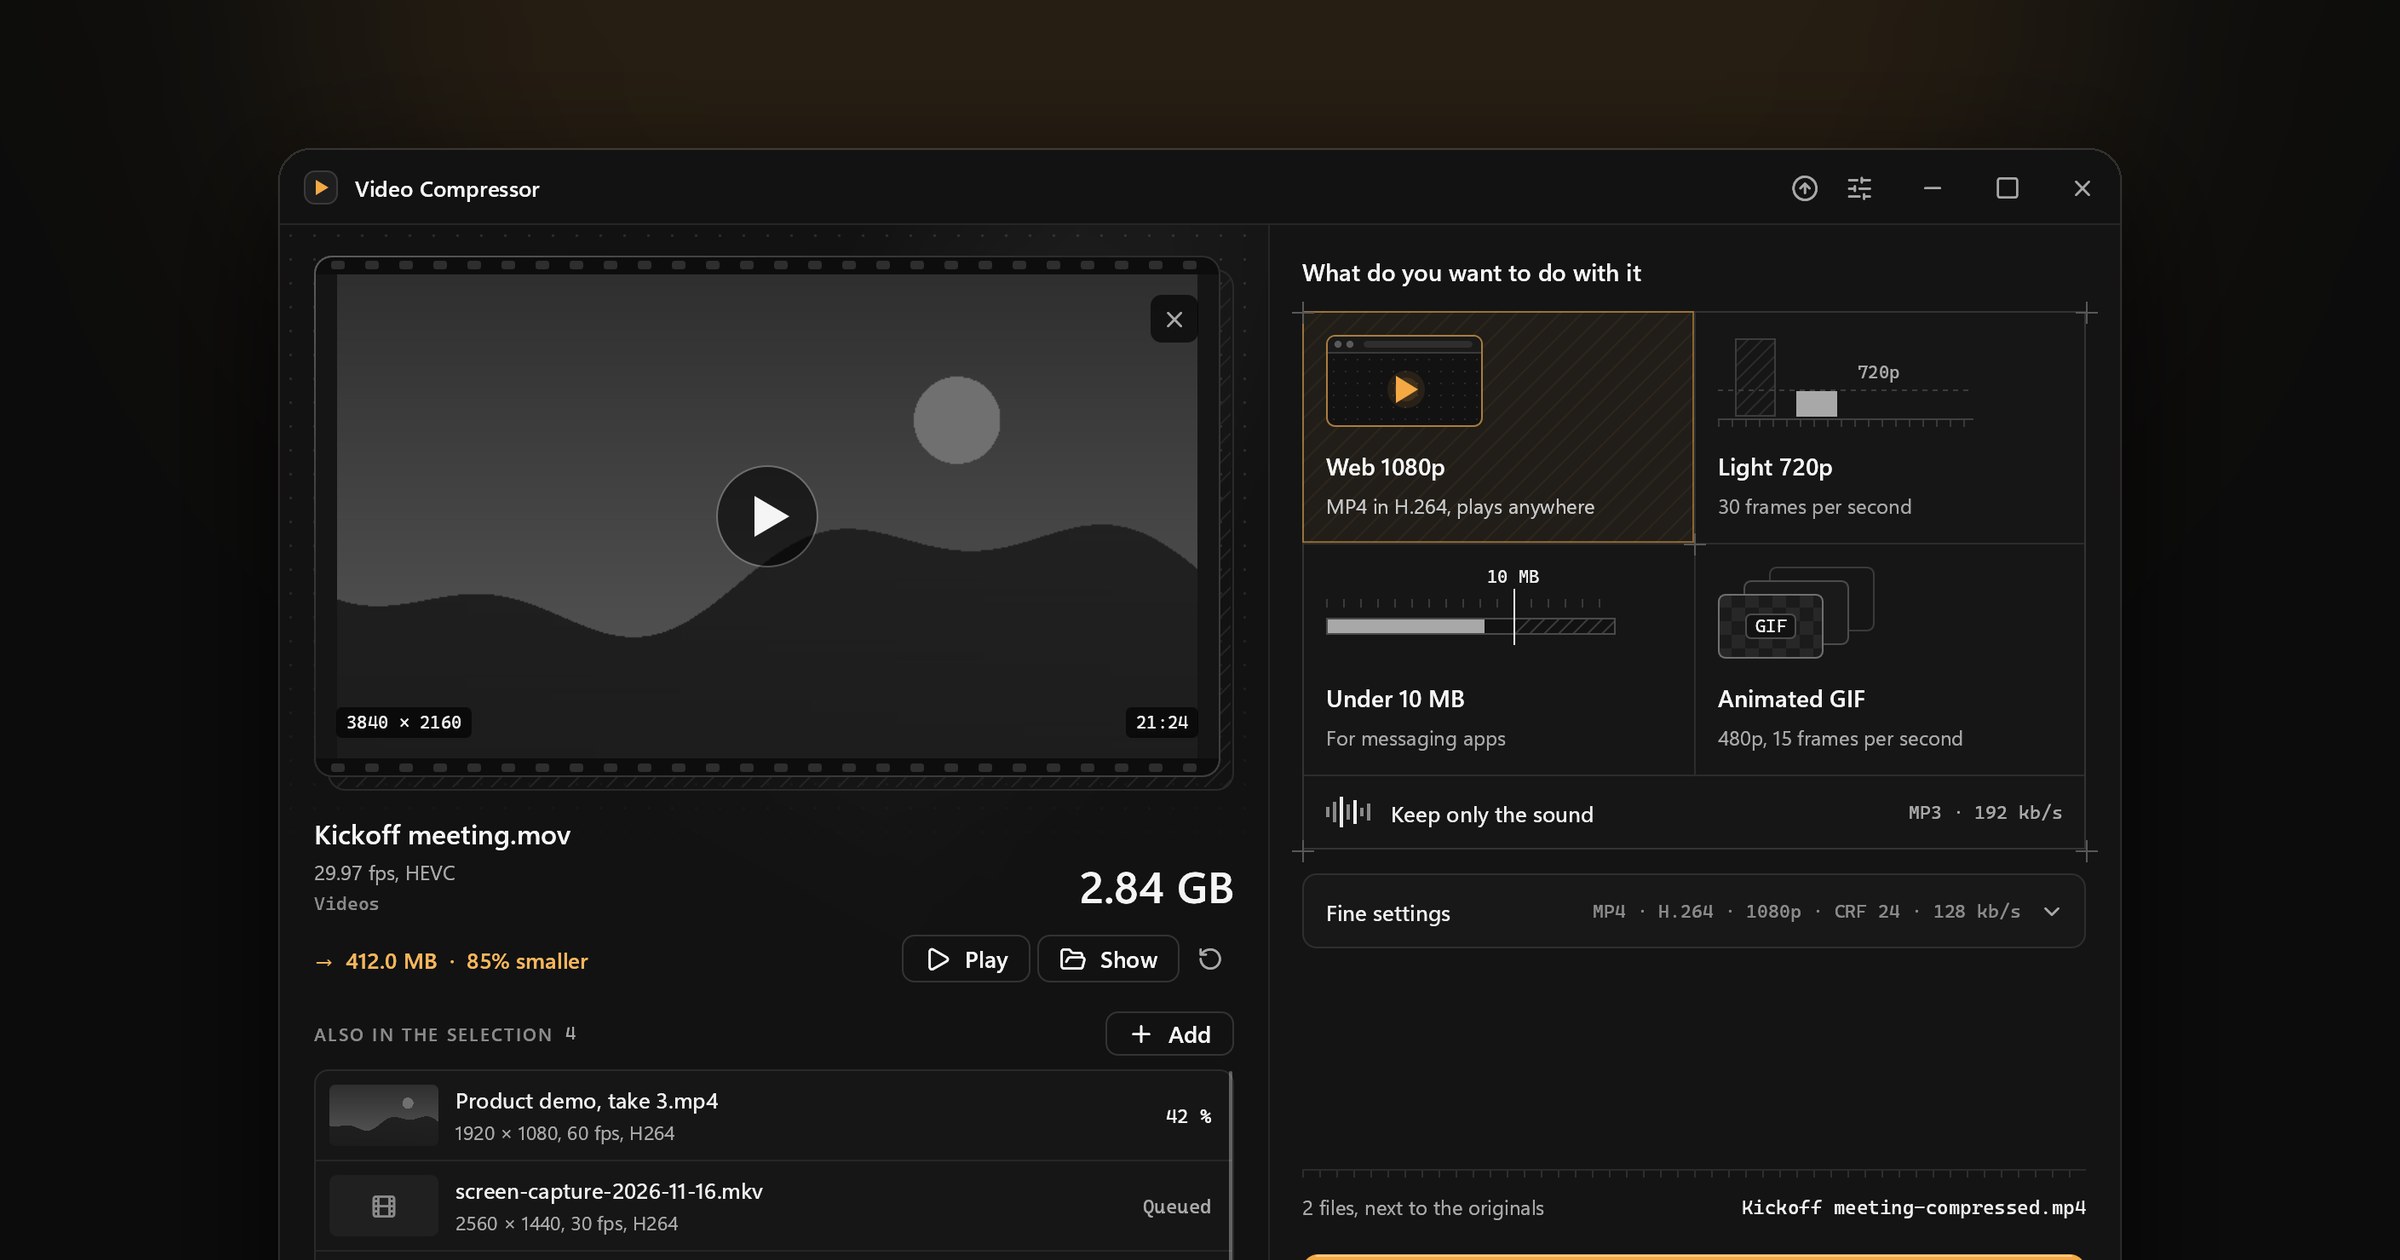 Video Compressor
3840 × 2160
21:24
Kickoff meeting.mov
29.97 fps, HEVC
Videos
2.84 GB
→ 412.0 MB · 85% smaller
Play
Show
ALSO IN THE SELECTION 4
Add
Product demo, take 3.mp4
1920 × 1080, 60 fps, H264
42 %
screen-capture-2026-11-16.mkv
2560 × 1440, 30 fps, H264
Queued
What do you want to do with it
Web 1080p
MP4 in H.264, plays anywhere
720p
Light 720p
30 frames per second
10 MB
Under 10 MB
For messaging apps
GIF
Animated GIF
480p, 15 frames per second
Keep only the sound
MP3 · 192 kb/s
Fine settings
MP4 · H.264 · 1080p · CRF 24 · 128 kb/s
2 files, next to the originals
Kickoff meeting-compressed.mp4